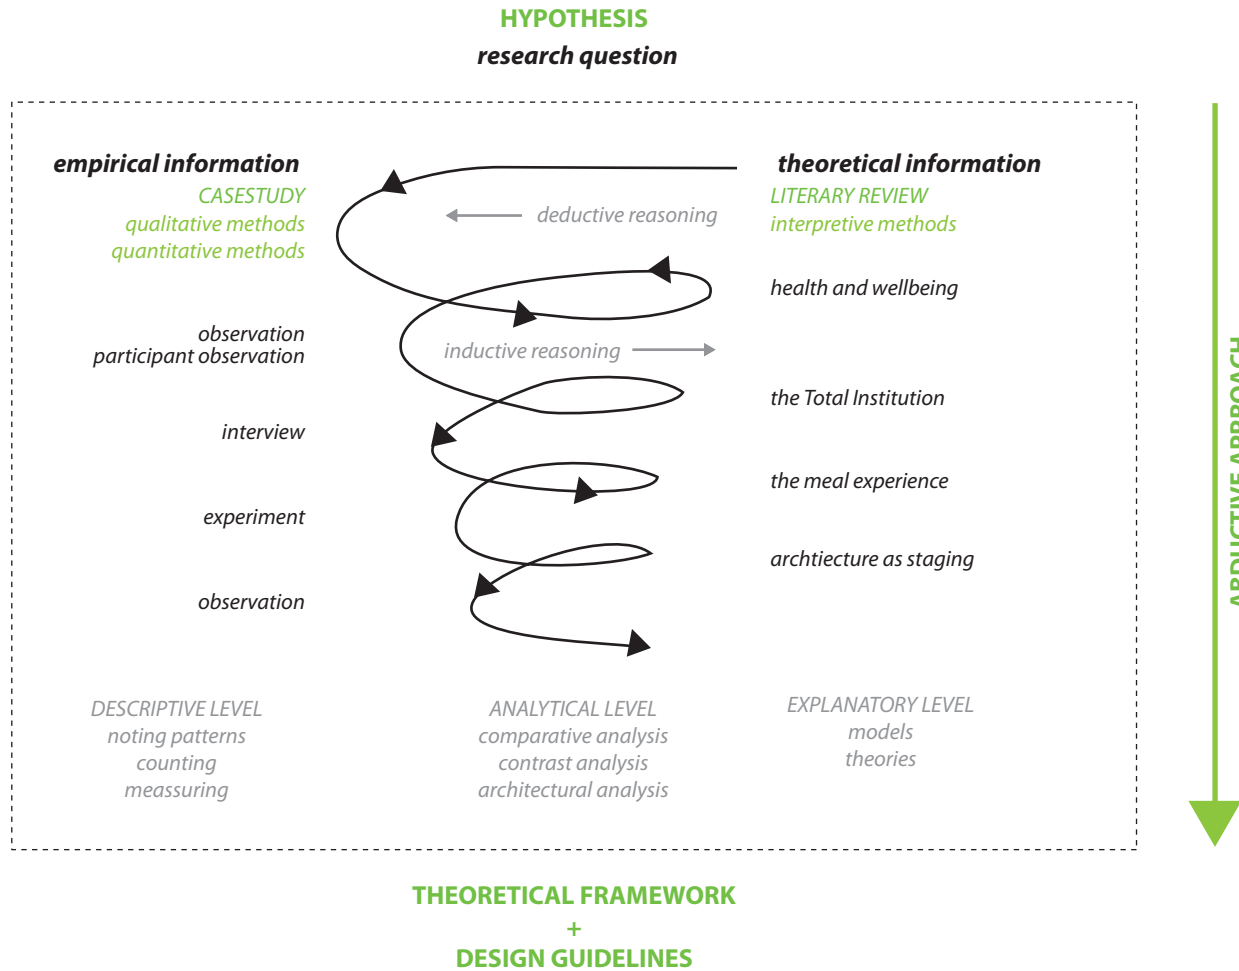 HYPOTHESIS
research question
empirical information
CASESTUDY
qualitative methods
quantitative methods
theoretical information
LITERARY REVIEW
interpretive methods
deductive reasoning
health and wellbeing
observation
participant observation
inductive reasoning
the Total Institution
interview
the meal experience
experiment
archtiecture as staging
observation
DESCRIPTIVE LEVEL
noting patterns
counting
meassuring
ANALYTICAL LEVEL
comparative analysis
contrast analysis
architectural analysis
EXPLANATORY LEVEL
models
theories
ABDUCTIVE APPROACH
THEORETICAL FRAMEWORK
+
DESIGN GUIDELINES